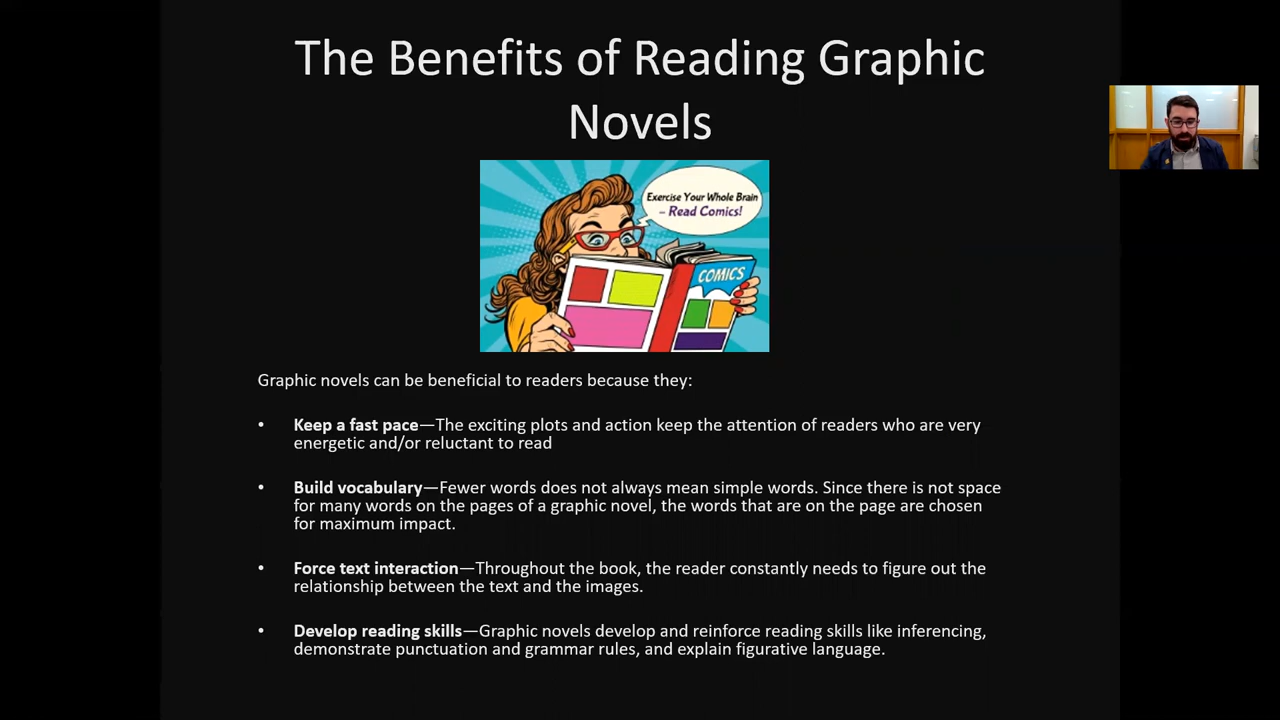 The Benefits of Reading Graphic
Novels
Exercise Your Whole Brain
– Read Comics!
COMICS
Graphic novels can be beneficial to readers because they:
• Keep a fast pace—The exciting plots and action keep the attention of readers who are very
energetic and/or reluctant to read
• Build vocabulary—Fewer words does not always mean simple words. Since there is not space
for many words on the pages of a graphic novel, the words that are on the page are chosen
for maximum impact.
• Force text interaction—Throughout the book, the reader constantly needs to figure out the
relationship between the text and the images.
• Develop reading skills—Graphic novels develop and reinforce reading skills like inferencing,
demonstrate punctuation and grammar rules, and explain figurative language.